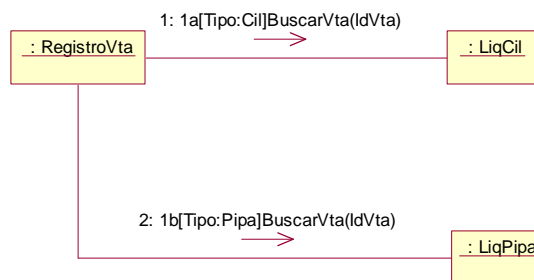 1: 1a[Tipo:Cil]BuscarVta(IdVta)
: RegistroVta
: LiqCil
2: 1b[Tipo:Pipa]BuscarVta(IdVta)
: LiqPipa